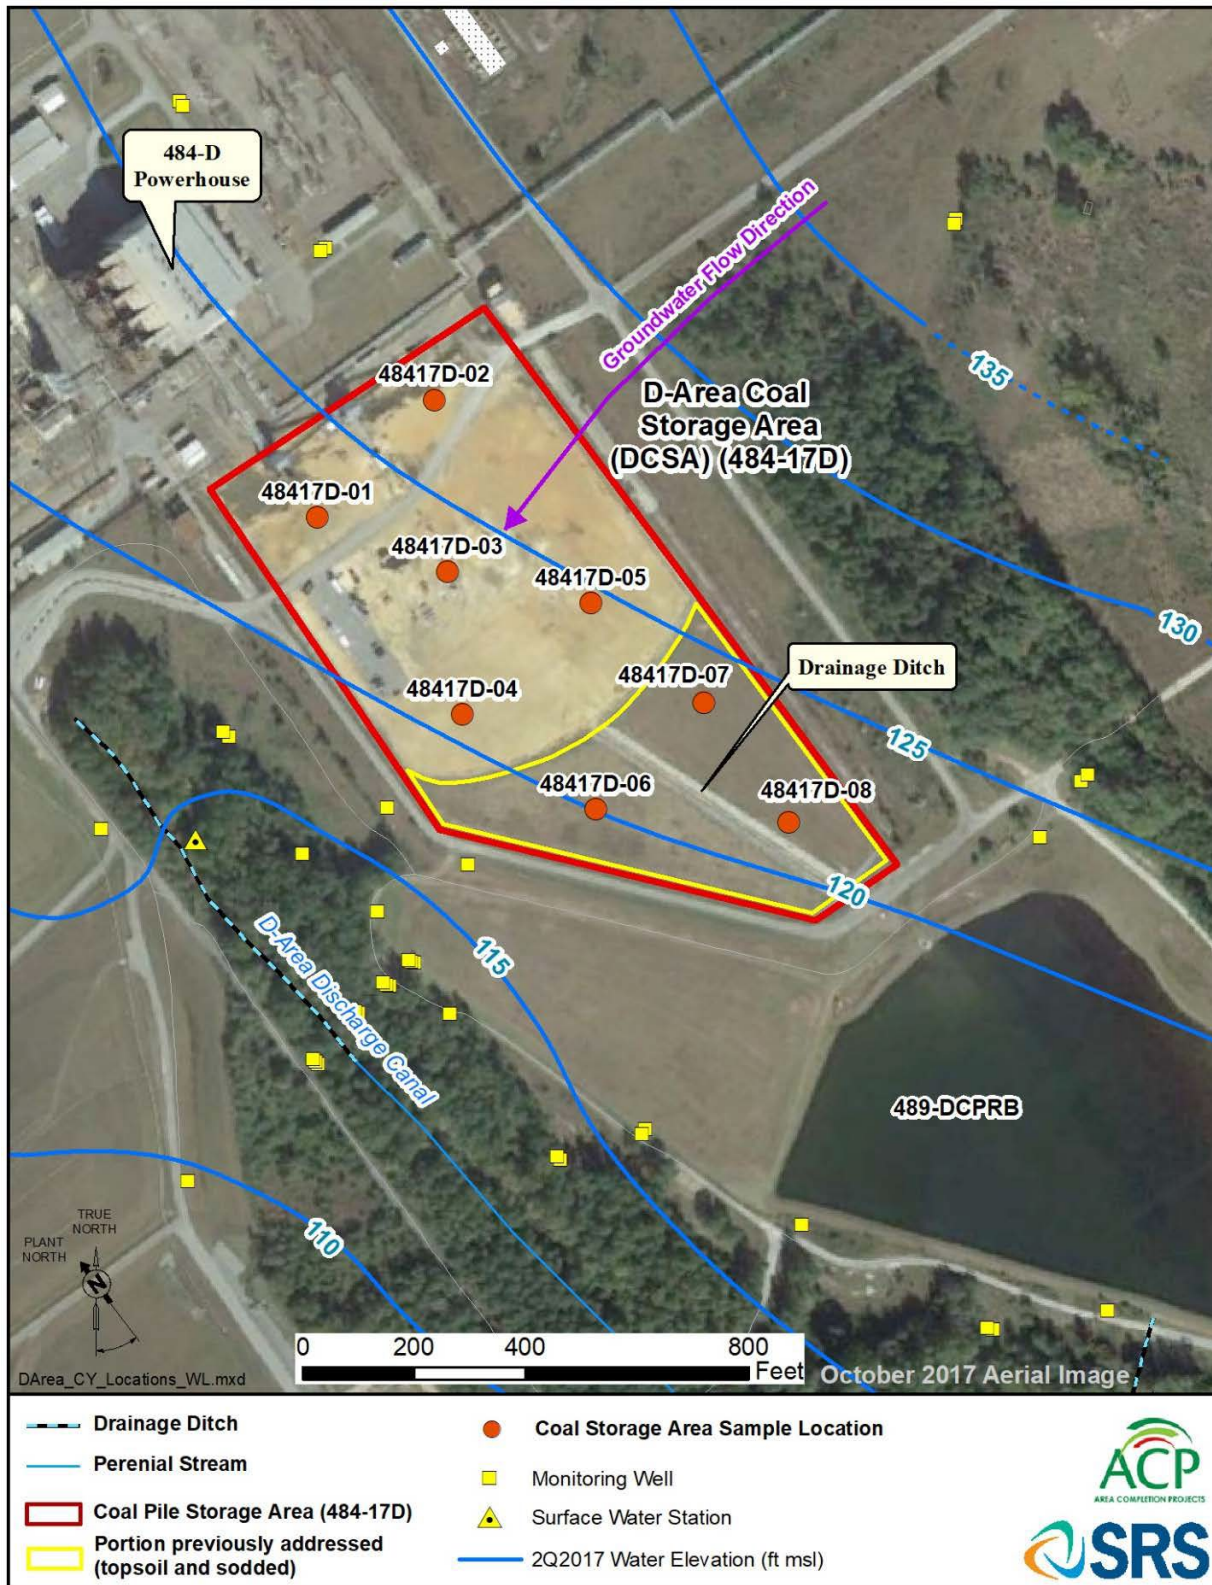 484-D
Powerhouse
Groundwater Flow Direction
135
48417D-02
D-Area Coal
Storage Area
(DCSA) (484-17D)
48417D-01
48417D-03
48417D-05
130
Drainage Ditch
48417D-07
48417D-04
125
48417D-06
48417D-08
120
115
D-Area Discharge Canal
489-DCPRB
110
TRUE
NORTH
PLANT
NORTH
N
0 200 400 800
Feet
DArea_CY_Locations_WL.mxd
October 2017 Aerial Image
Drainage Ditch
Perenial Stream
Coal Pile Storage Area (484-17D)
Portion previously addressed
(topsoil and sodded)
Coal Storage Area Sample Location
Monitoring Well
Surface Water Station
2Q2017 Water Elevation (ft msl)
ACP
AREA COMPLETION PROJECTS
SRS